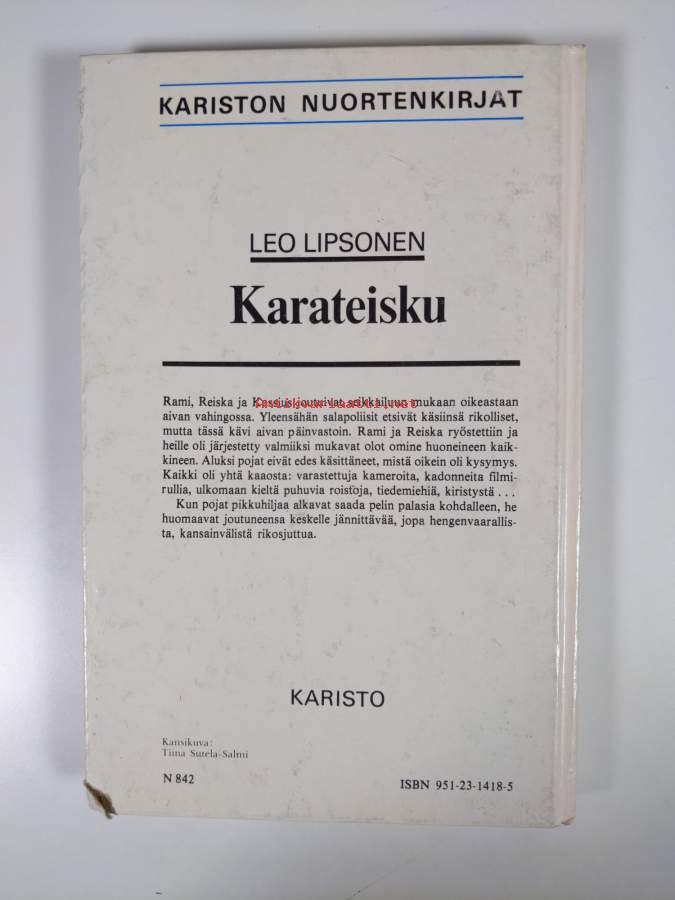 KARISTON NUORTENKIRJAT
LEO LIPSONEN
Karateisku
Rami, Reiska ja joutuivat seikkailuun mukaan oikeastaan
aivan vahingossa. Yleensähän salapoliisit etsivät käsiinsä rikolliset,
mutta tässä kävi aivan päinvastoin. Rami ja Reiska ryöstettiin ja
heille oli järjestetty valmiiksi mukavat olot omine huoneineen kaik-
kineen. Aluksi pojat eivät edes käsittäneet, mistä oikein oli kysymys.
Kaikki oli yhtä kaaosta: varastettuja kameroita, kadonneita filmi-
rullia, ulkomaan kieltä puhuvia roistoja, tiedemiehiä, kiristystä . . .
Kun pojat pikkuhiljaa alkavat saada pelin palasia kohdalleen, he
huomaavat joutuneensa keskelle jännittävää, jopa hengenvaarallis-
ta, kansainvälistä rikosjuttua.
KARISTO
Kansikuva:
Tiina Sutela-Salmi
N 842
ISBN 951-23-1418-5